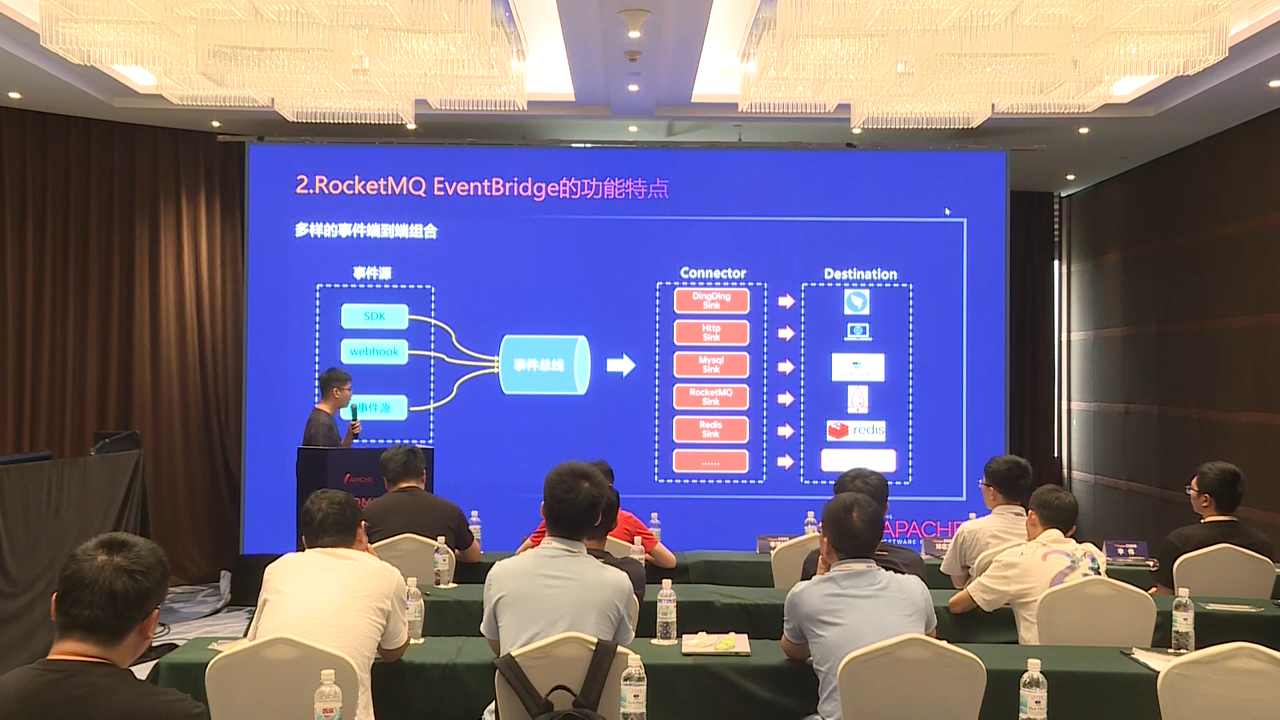 2.RocketMQ EventBridge的功能特点
多样的事件端到端组合
事件源
Connector
Destination
SDK
webhook
事件源
事件总线
DingDing
Sink
Http
Sink
Mysql
Sink
RocketMQ
Sink
Redis
Sink
......
redis
APACHE
APACHE
SOFTWARE F